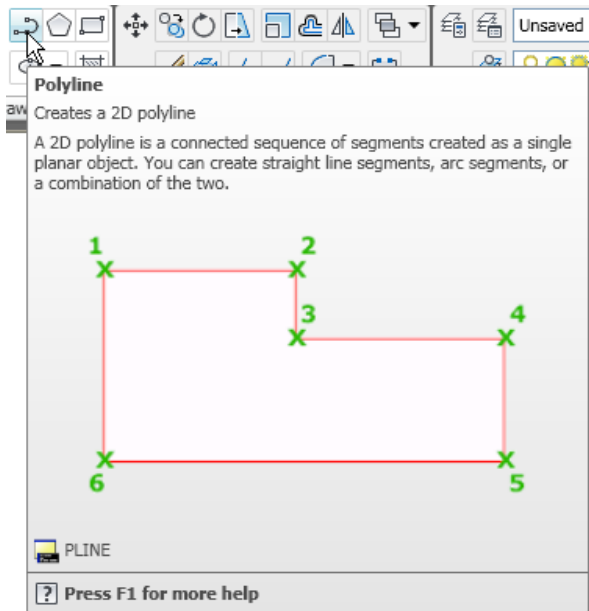 Unsaved
aw
Polyline
Creates a 2D polyline
A 2D polyline is a connected sequence of segments created as a single
planar object. You can create straight line segments, arc segments, or
a combination of the two.
1 2
3 4
6 5
PLINE
? Press F1 for more help